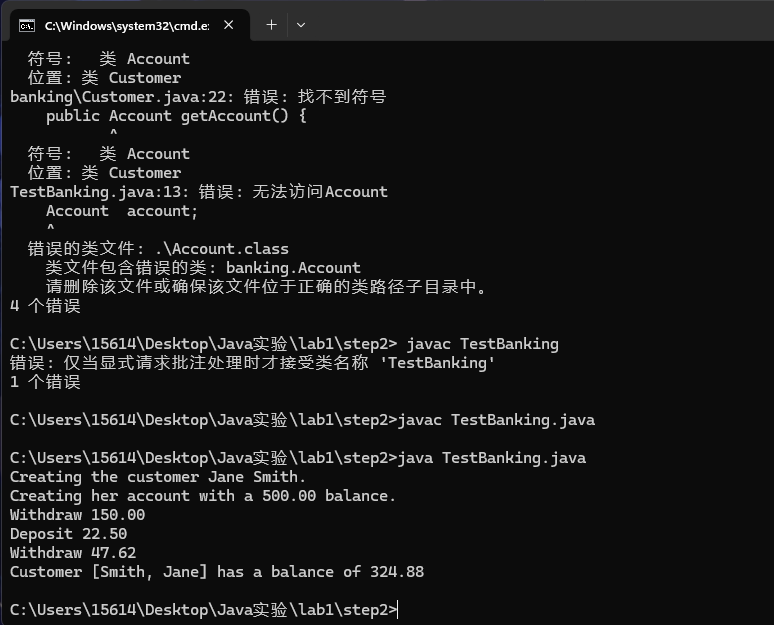 C:\Windows\system32\cmd.e:
符号:   类 Account
位置: 类 Customer
banking\Customer.java:22: 错误: 找不到符号
    public Account getAccount() {
           ^
符号:   类 Account
位置: 类 Customer
TestBanking.java:13: 错误: 无法访问Account
    Account  account;
    ^
  错误的类文件: .\Account.class
    类文件包含错误的类: banking.Account
    请删除该文件或确保该文件位于正确的类路径子目录中。
4 个错误
C:\Users\15614\Desktop\Java实验\lab1\step2> javac TestBanking
错误: 仅当显式请求批注处理时才接受类名称 'TestBanking'
1 个错误
C:\Users\15614\Desktop\Java实验\lab1\step2>javac TestBanking.java
C:\Users\15614\Desktop\Java实验\lab1\step2>java TestBanking.java
Creating the customer Jane Smith.
Creating her account with a 500.00 balance.
Withdraw 150.00
Deposit 22.50
Withdraw 47.62
Customer [Smith, Jane] has a balance of 324.88
C:\Users\15614\Desktop\Java实验\lab1\step2>